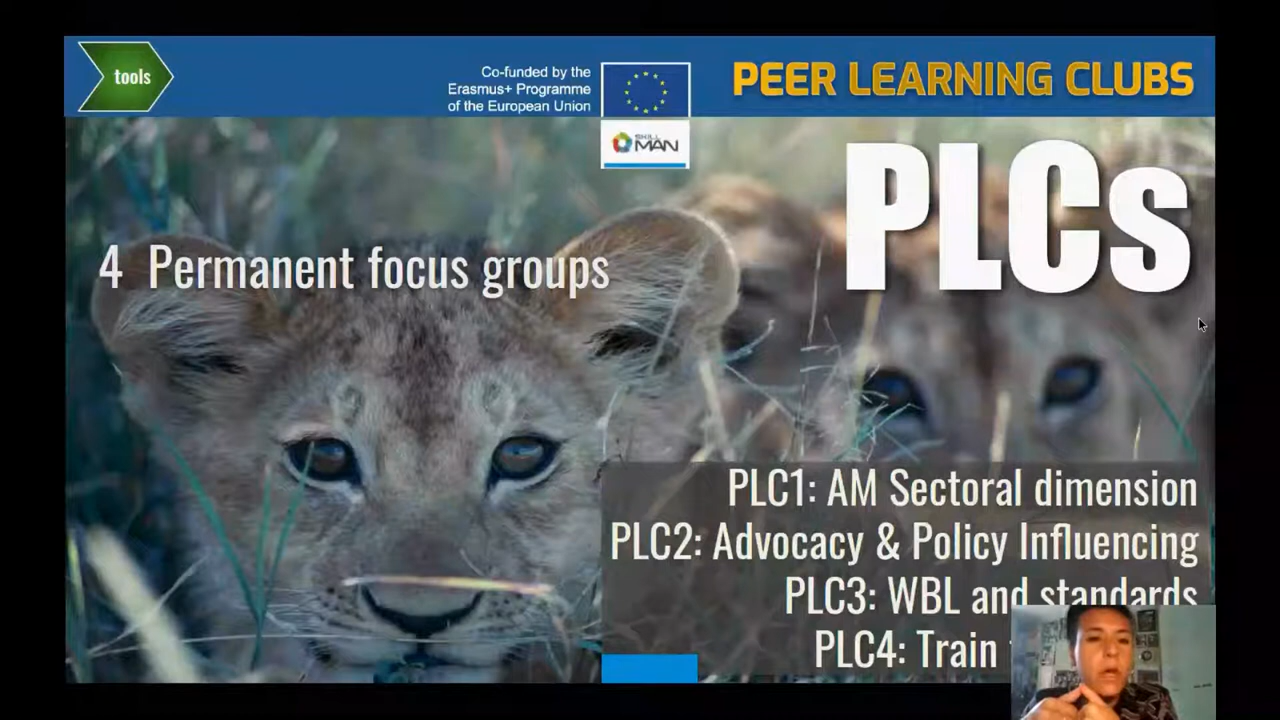 tools
Co-funded by the
Erasmus+ Programme
of the European Union
PEER LEARNING CLUBS
SKILL
MAN
PLCs
4 Permanent focus groups
PLC1: AM Sectoral dimension
PLC2: Advocacy & Policy Influencing
PLC3: WBL and standards
PLC4: Train